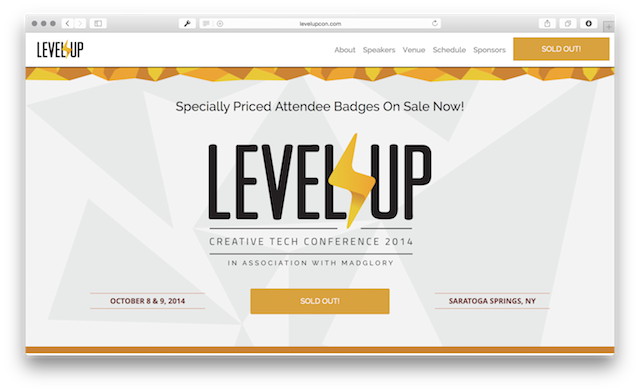 levelupcon.com
LEVEL UP
About Speakers Venue Schedule Sponsors SOLD OUT!
Specially Priced Attendee Badges On Sale Now!
LEVEL UP
CREATIVE TECH CONFERENCE 2014
IN ASSOCIATION WITH MADGLORY
OCTOBER 8 & 9, 2014 SOLD OUT! SARATOGA SPRINGS, NY